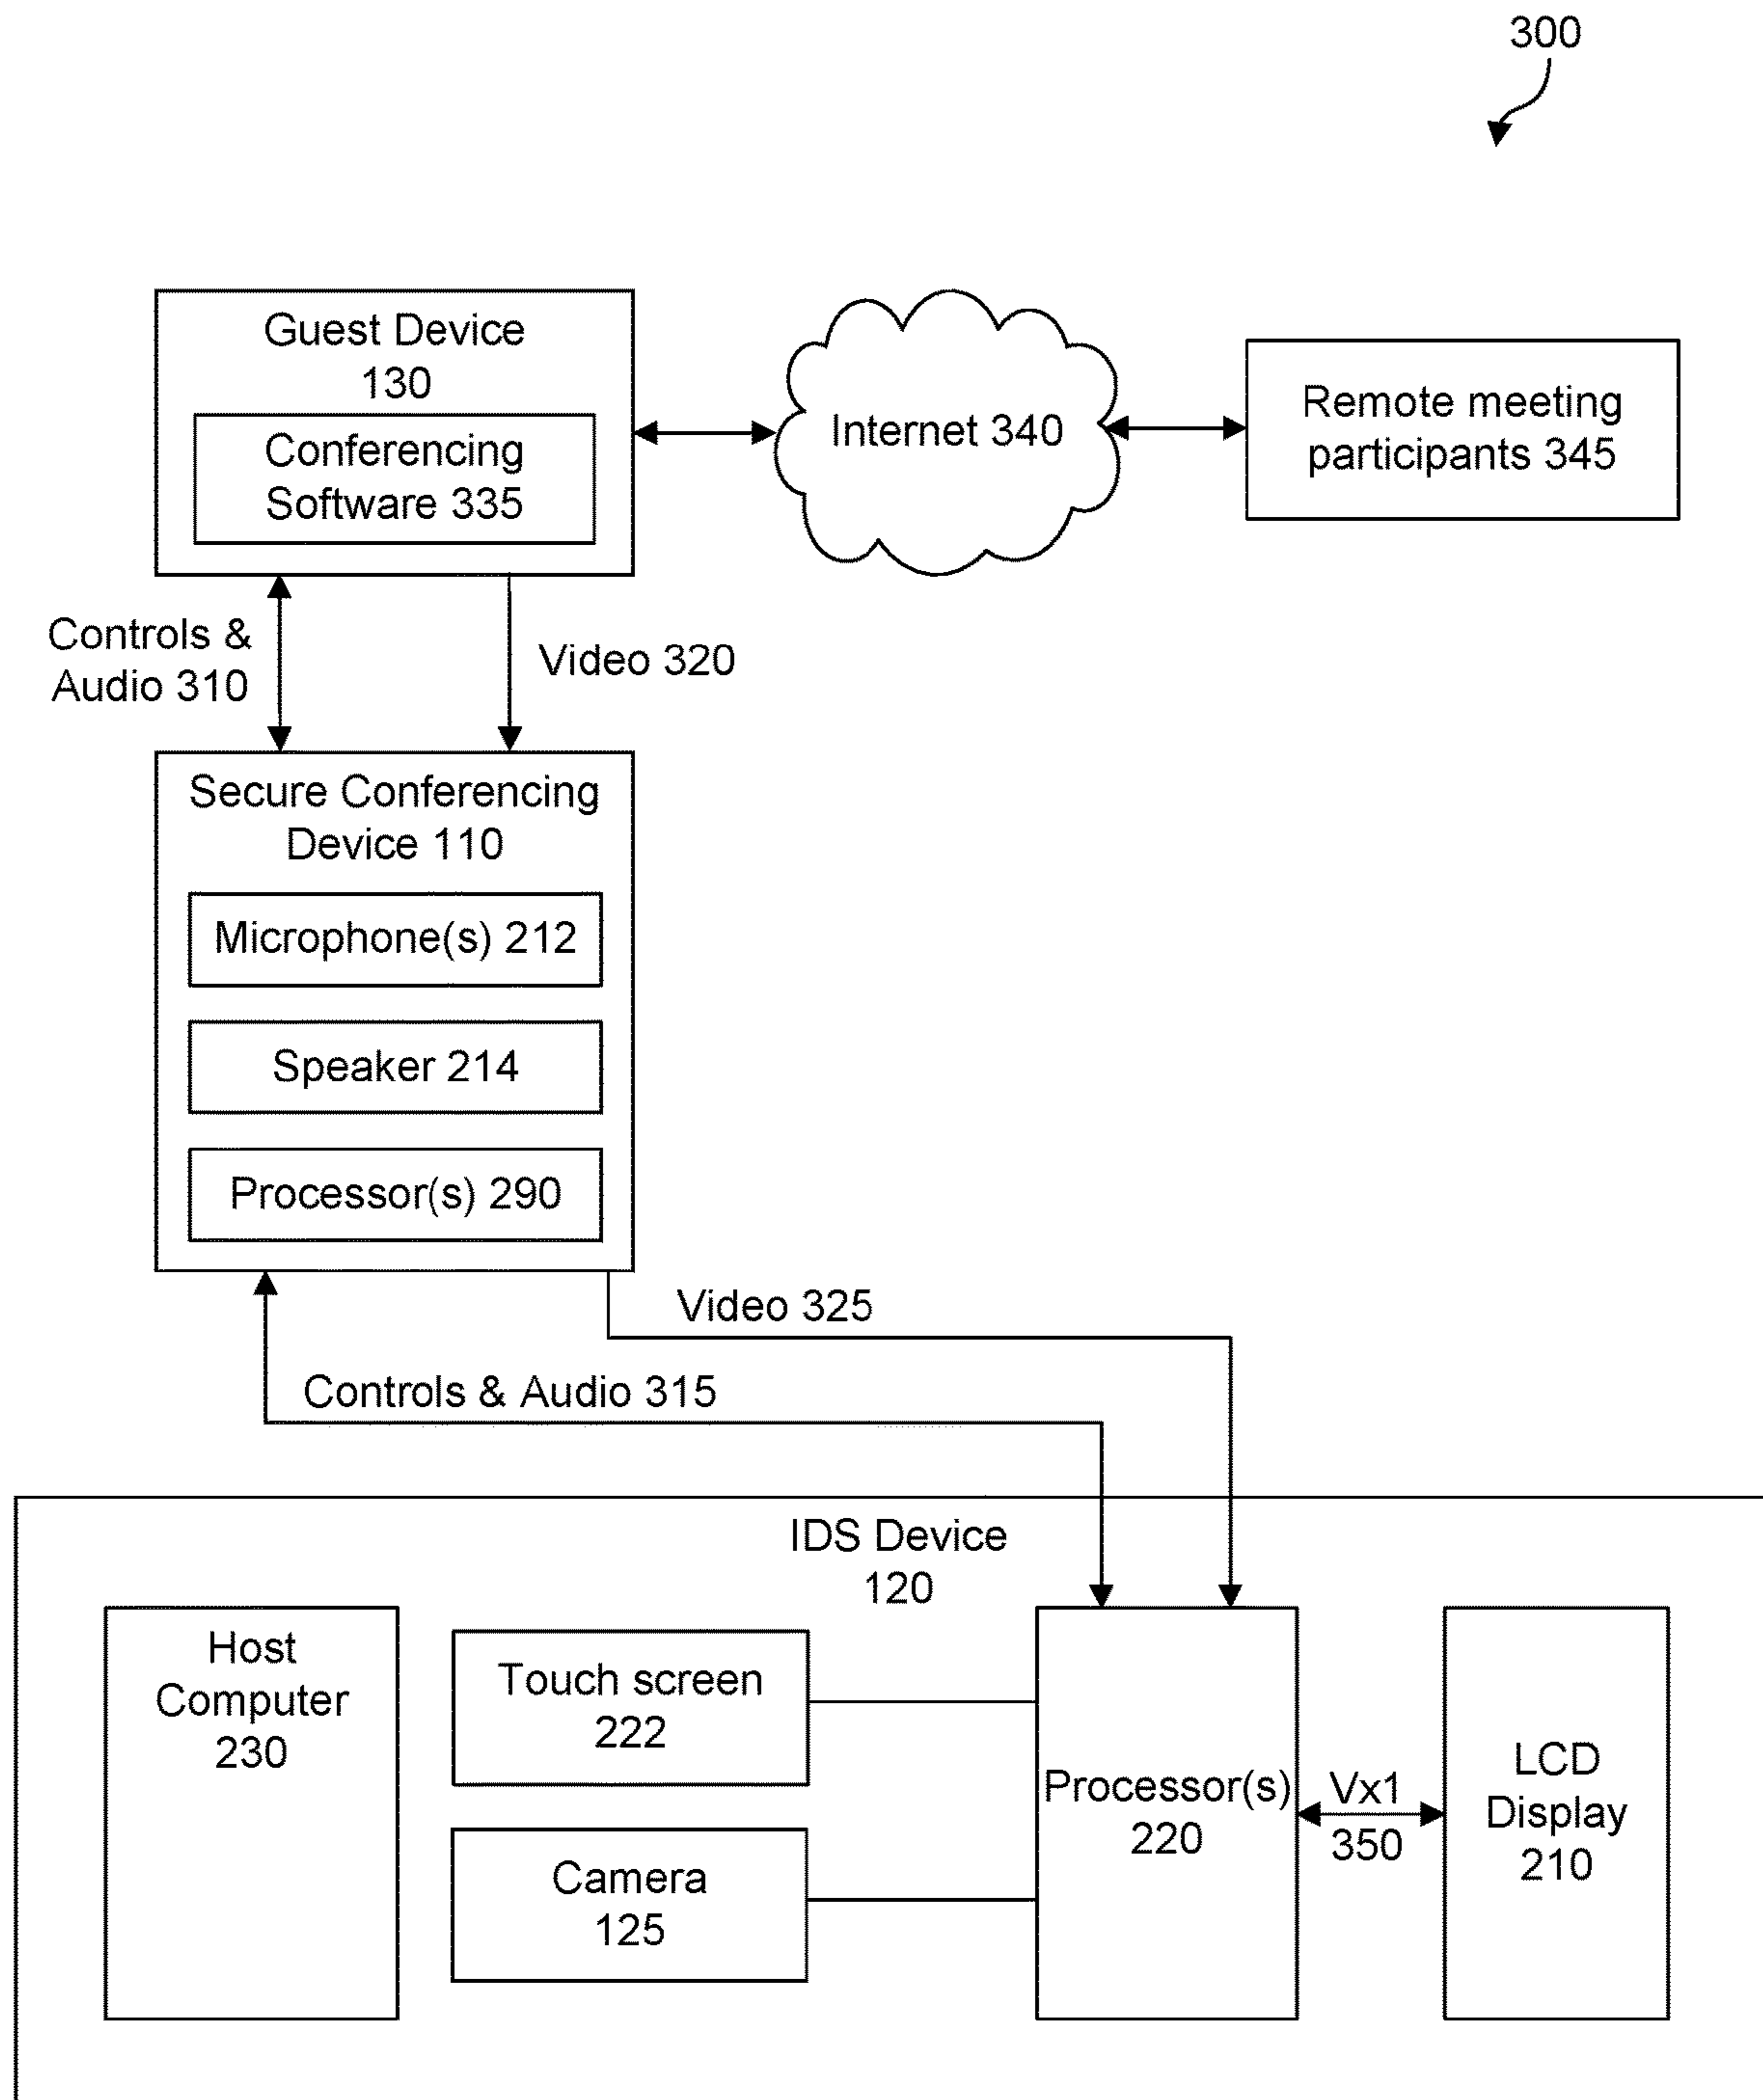 300
Guest Device
130
Conferencing
Software 335
Internet 340
Remote meeting
participants 345
Controls &
Audio 310
Video 320
Secure Conferencing
Device 110
Microphone(s) 212
Speaker 214
Processor(s) 290
Video 325
Controls & Audio 315
IDS Device
120
Host
Computer
230
Touch screen
222
Camera
125
Processor(s)
220
Vx1
350
LCD
Display
210